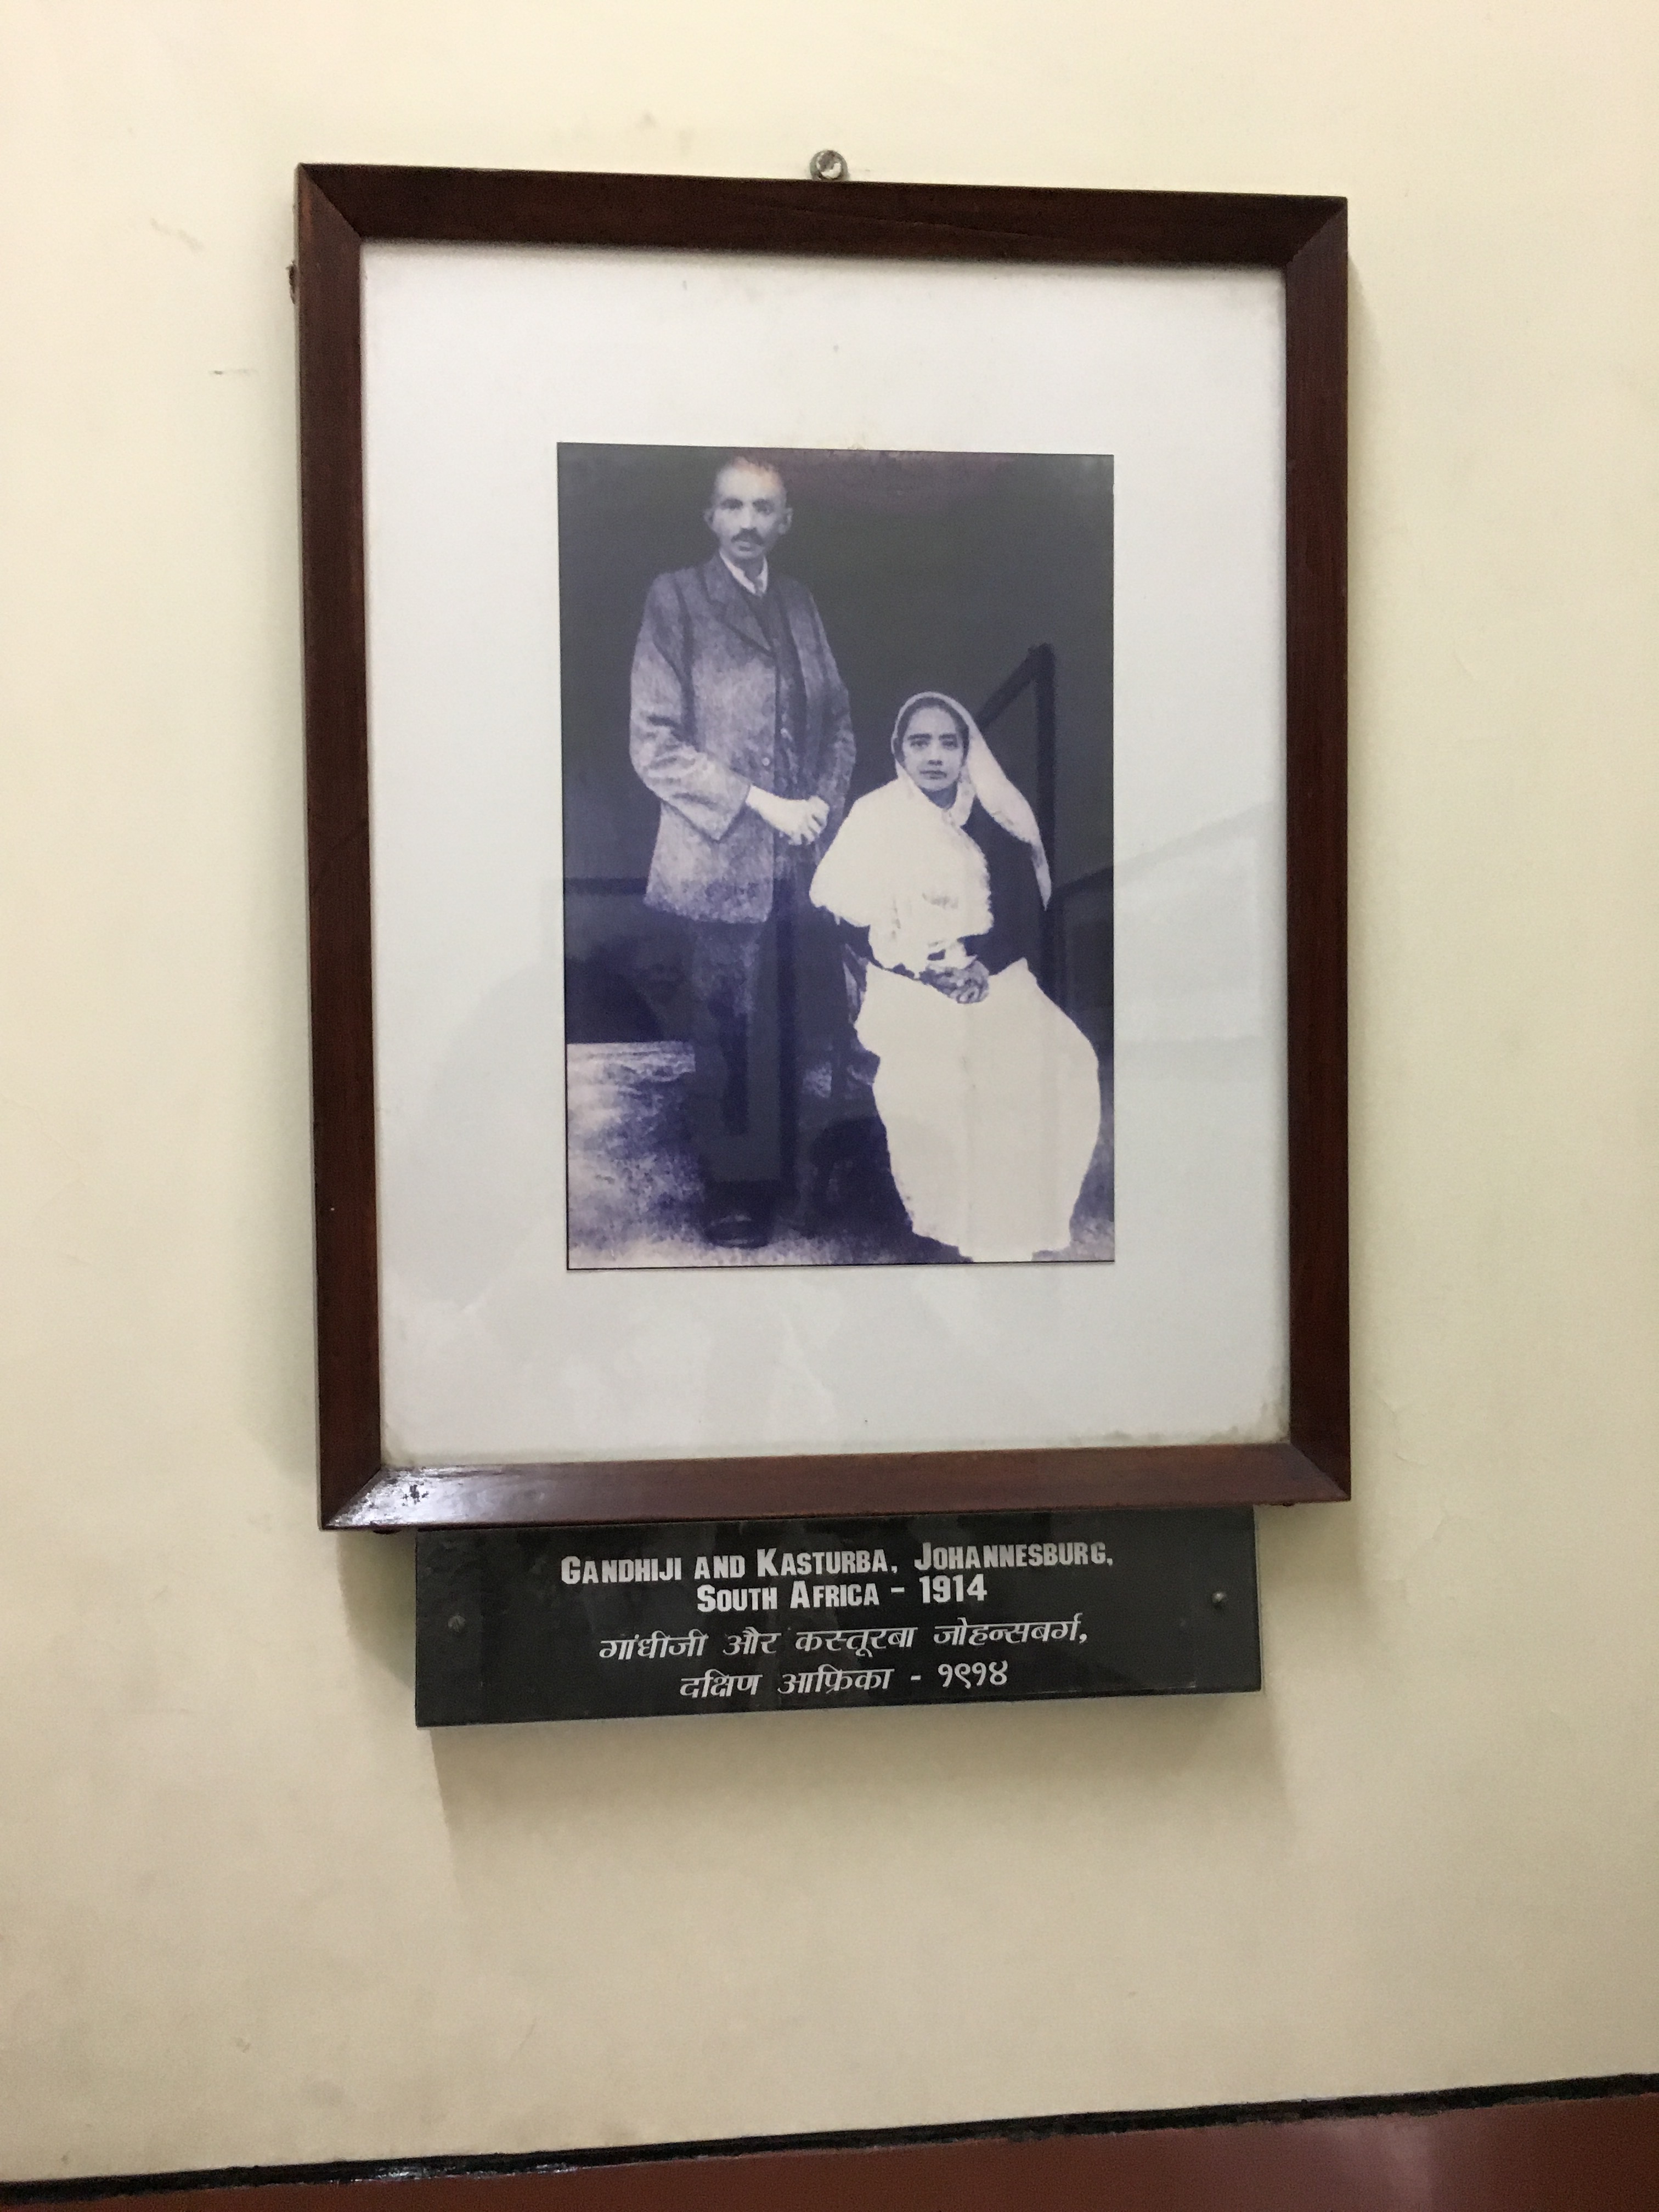 GANDHIJI AND KASTURBA, JOHANNESBURG,
SOUTH AFRICA - 1914
गांधीजी और कस्तूरबा जोहन्सबर्ग,
दक्षिण आफ्रिका - १९१४